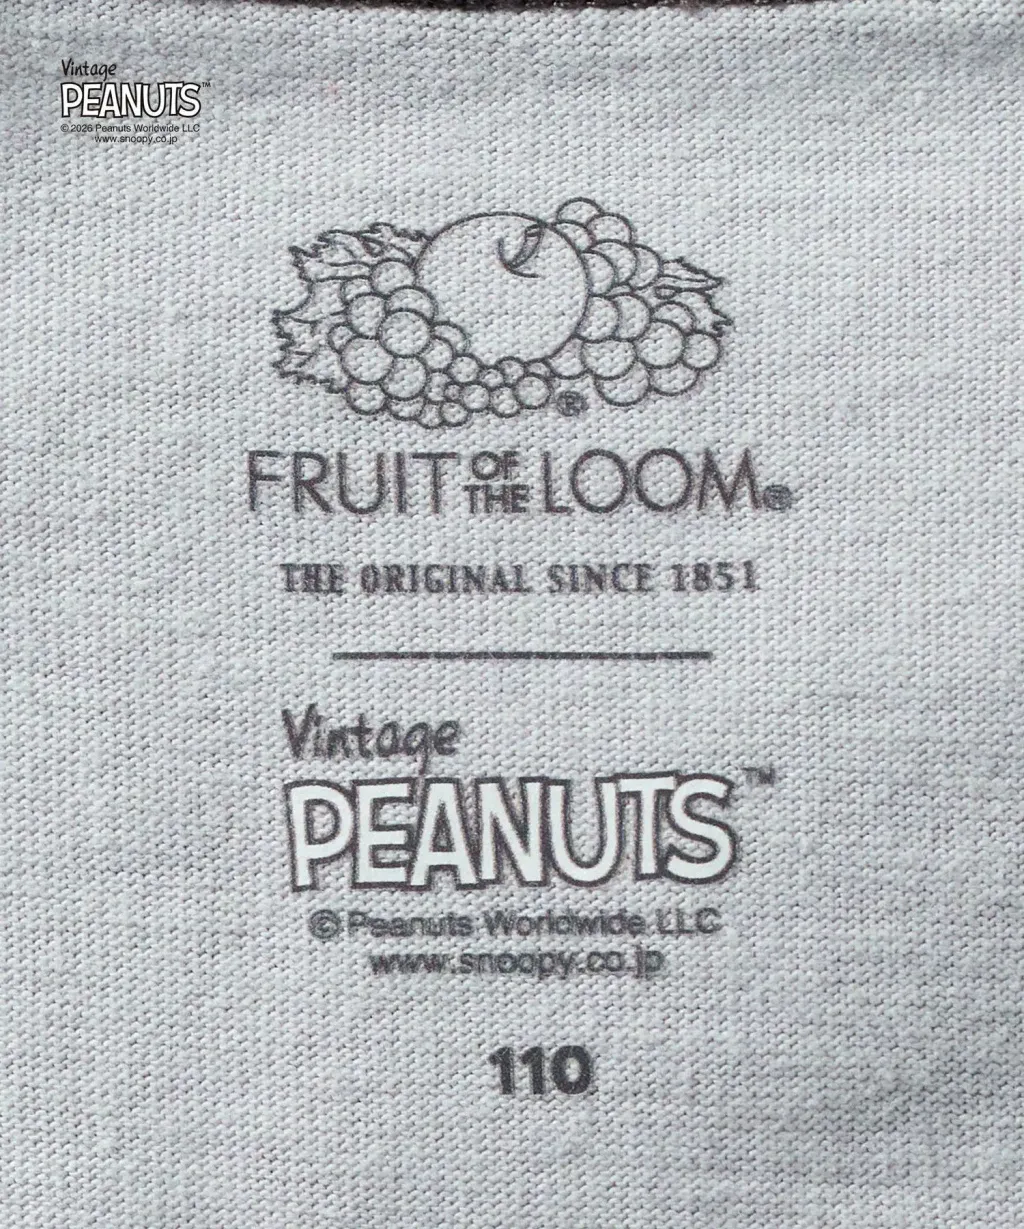 Vintage
PEANUTS™
© 2026 Peanuts Worldwide LLC
www.snoopy.co.jp
®
FRUIT OF THE LOOM®
THE ORIGINAL SINCE 1851
Vintage
PEANUTS™
© Peanuts Worldwide LLC
www.snoopy.co.jp
110